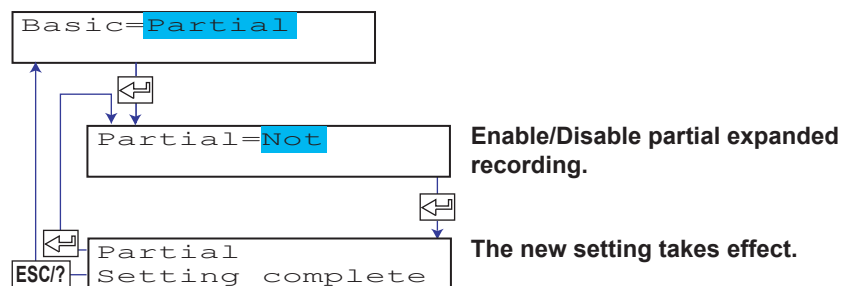 Basic=Partial
Partial=Not
Enable/Disable partial expanded
recording.
Partial
Setting complete
The new setting takes effect.
ESC/?